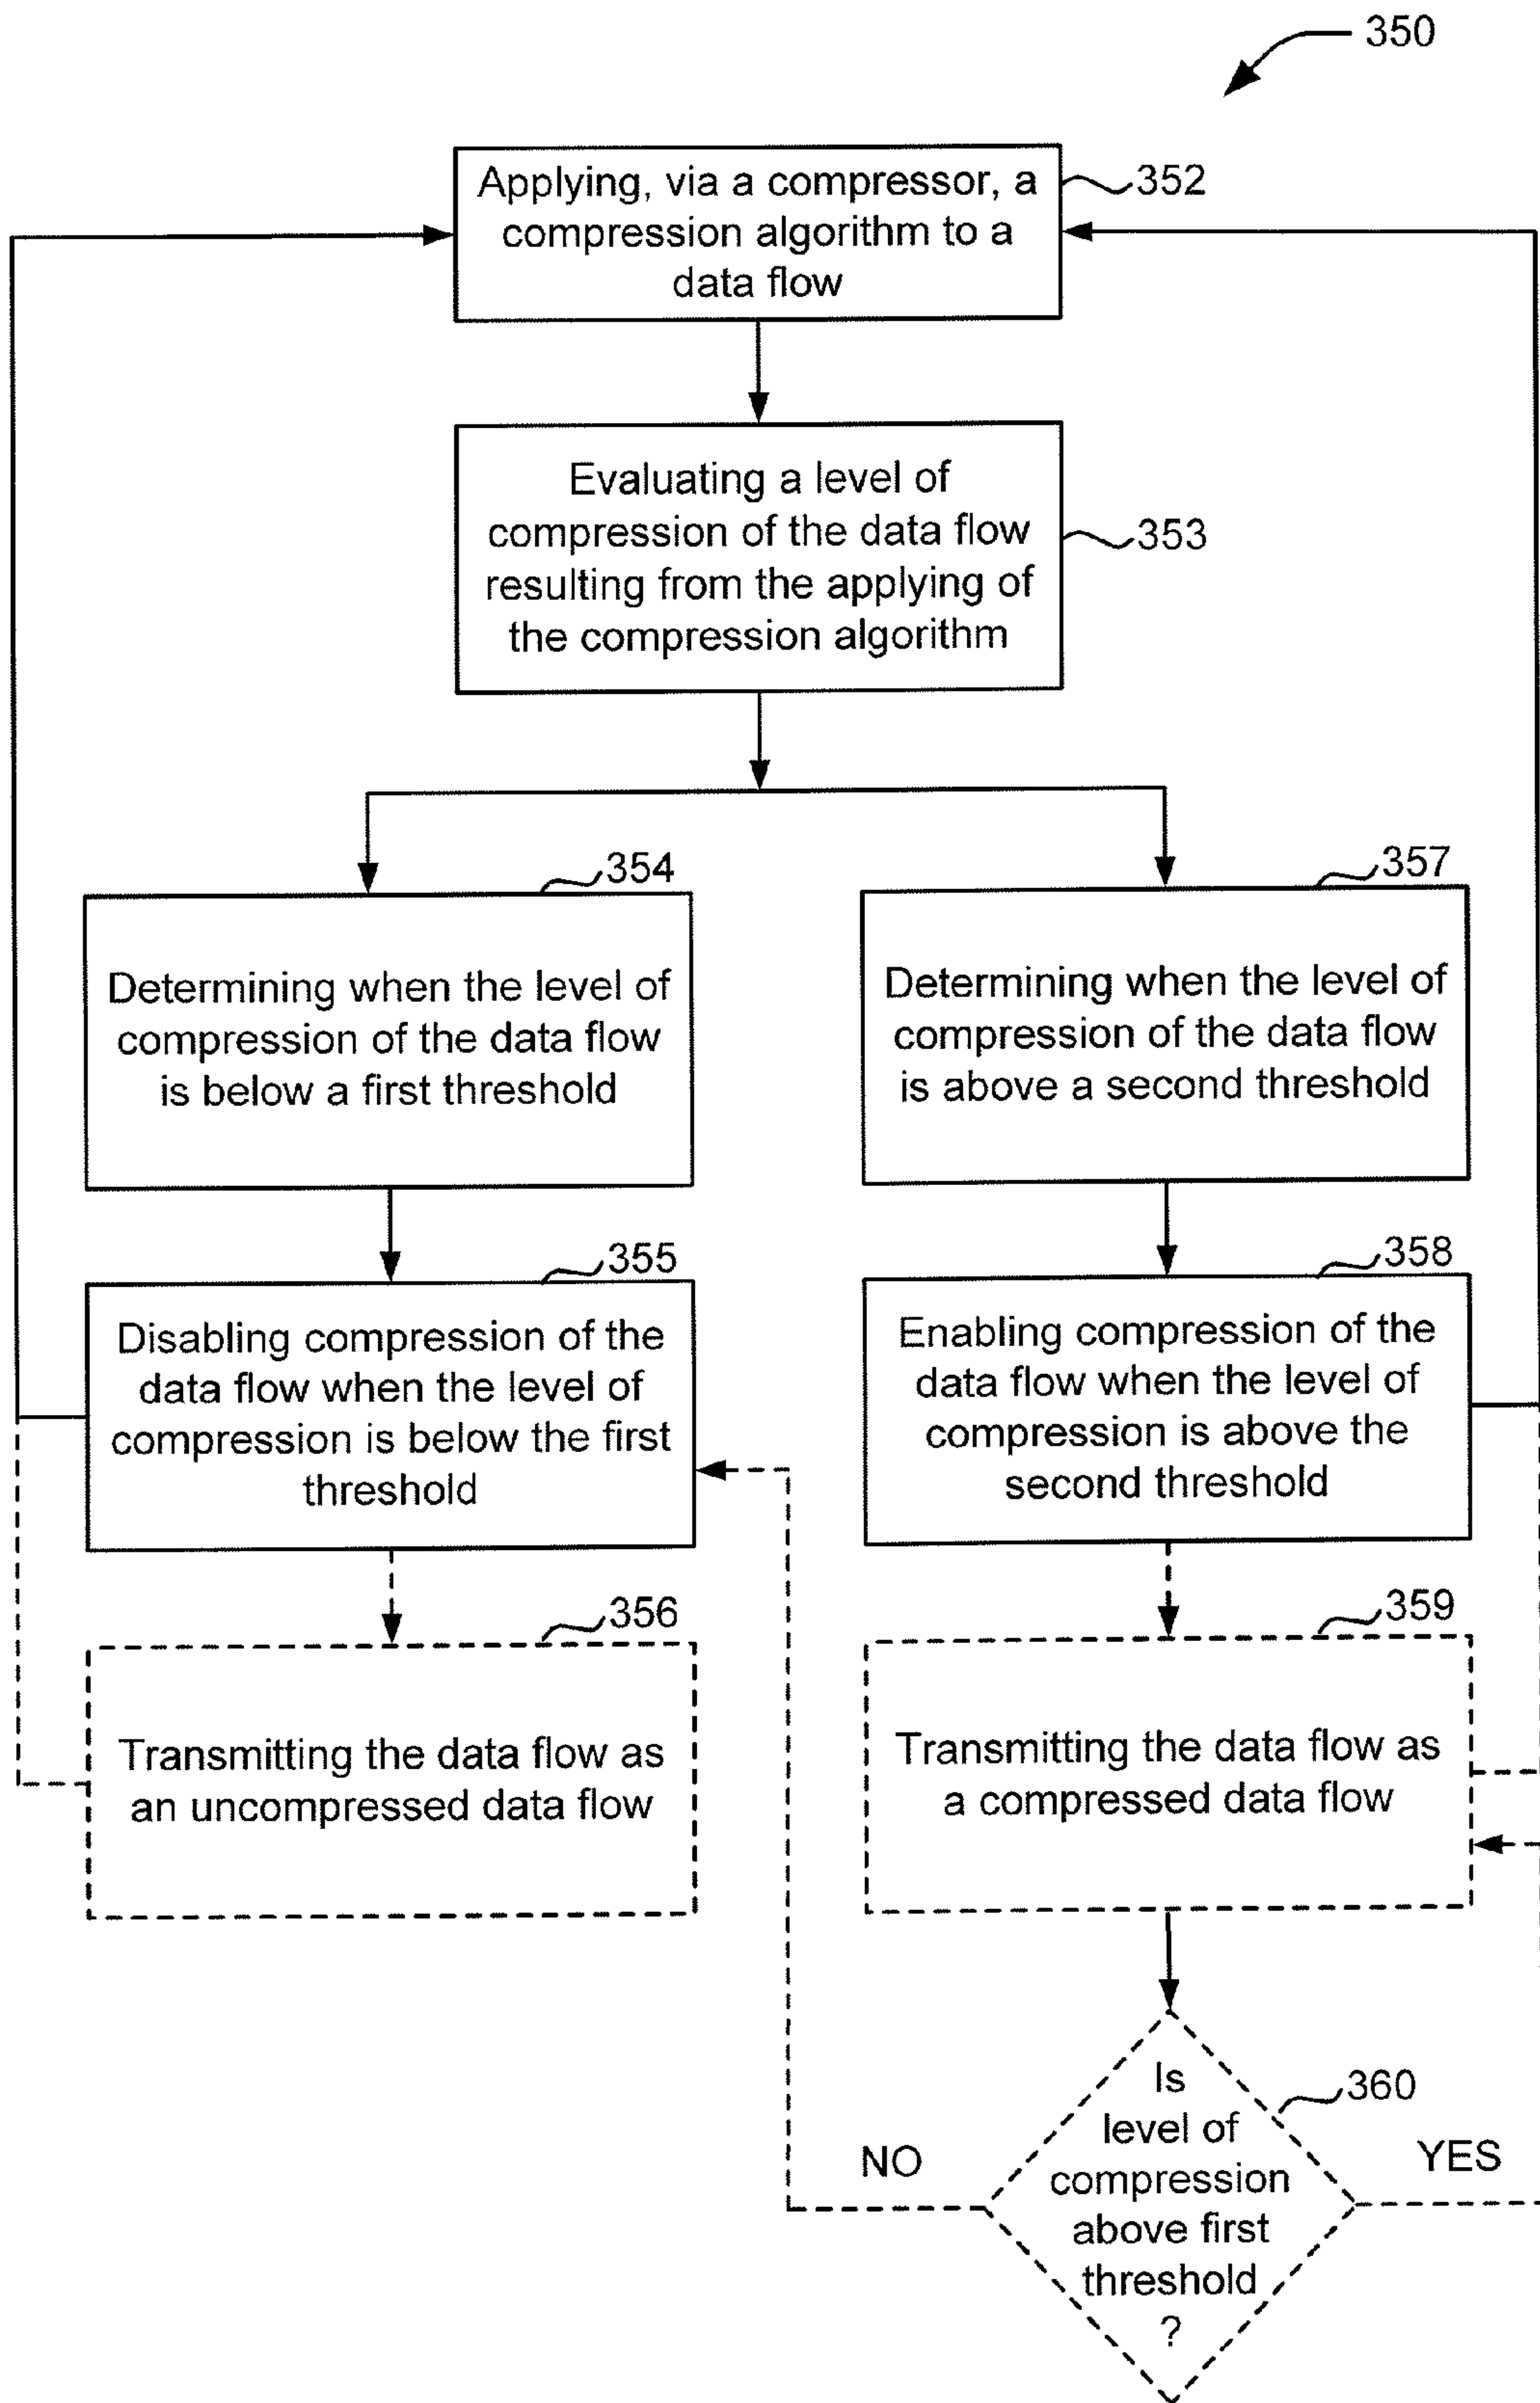 350
Applying, via a compressor, a
compression algorithm to a
data flow
352
Evaluating a level of
compression of the data flow
resulting from the applying of
the compression algorithm
353
354
Determining when the level of
compression of the data flow
is below a first threshold
357
Determining when the level of
compression of the data flow
is above a second threshold
355
Disabling compression of the
data flow when the level of
compression is below the first
threshold
358
Enabling compression of the
data flow when the level of
compression is above the
second threshold
356
Transmitting the data flow as
an uncompressed data flow
359
Transmitting the data flow as
a compressed data flow
360
Is
level of
compression
above first
threshold
?
NO
YES